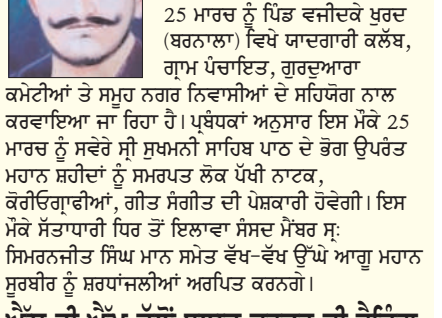 25 ਮਾਰਚ ਨੂੰ ਪਿੰਡ ਵਜੀਦਕੇ ਖੁਰਦ
(ਬਰਨਾਲਾ) ਵਿਖੇ ਯਾਦਗਾਰੀ ਕਲੱਬ,
ਗ੍ਰਾਮ ਪੰਚਾਇਤ, ਗੁਰਦੁਆਰਾ
ਕਮੇਟੀਆਂ ਤੇ ਸਮੂਹ ਨਗਰ ਨਿਵਾਸੀਆਂ ਦੇ ਸਹਿਯੋਗ ਨਾਲ
ਕਰਵਾਇਆ ਜਾ ਰਿਹਾ ਹੈ। ਪ੍ਰਬੰਧਕਾਂ ਅਨੁਸਾਰ ਇਸ ਮੌਕੇ 25
ਮਾਰਚ ਨੂੰ ਸਵੇਰੇ ਸ੍ਰੀ ਸੁਖਮਨੀ ਸਾਹਿਬ ਪਾਠ ਦੇ ਭੋਗ ਉਪਰੰਤ
ਮਹਾਨ ਸ਼ਹੀਦਾਂ ਨੂੰ ਸਮਰਪਤ ਲੋਕ ਪੱਖੀ ਨਾਟਕ,
ਕੋਰੀਓਗ੍ਰਾਫੀਆਂ, ਗੀਤ ਸੰਗੀਤ ਦੀ ਪੇਸ਼ਕਾਰੀ ਹੋਵੇਗੀ। ਇਸ
ਮੌਕੇ ਸੱਤਾਧਾਰੀ ਧਿਰ ਤੋਂ ਇਲਾਵਾ ਸੰਸਦ ਮੈਂਬਰ ਸ੍ਰ:
ਸਿਮਰਨਜੀਤ ਸਿੰਘ ਮਾਨ ਸਮੇਤ ਵੱਖ-ਵੱਖ ਉੱਘੇ ਆਗੂ ਮਹਾਨ
ਸੂਰਬੀਰ ਨੂੰ ਸ਼ਰਧਾਂਜਲੀਆਂ ਅਰਪਿਤ ਕਰਨਗੇ।